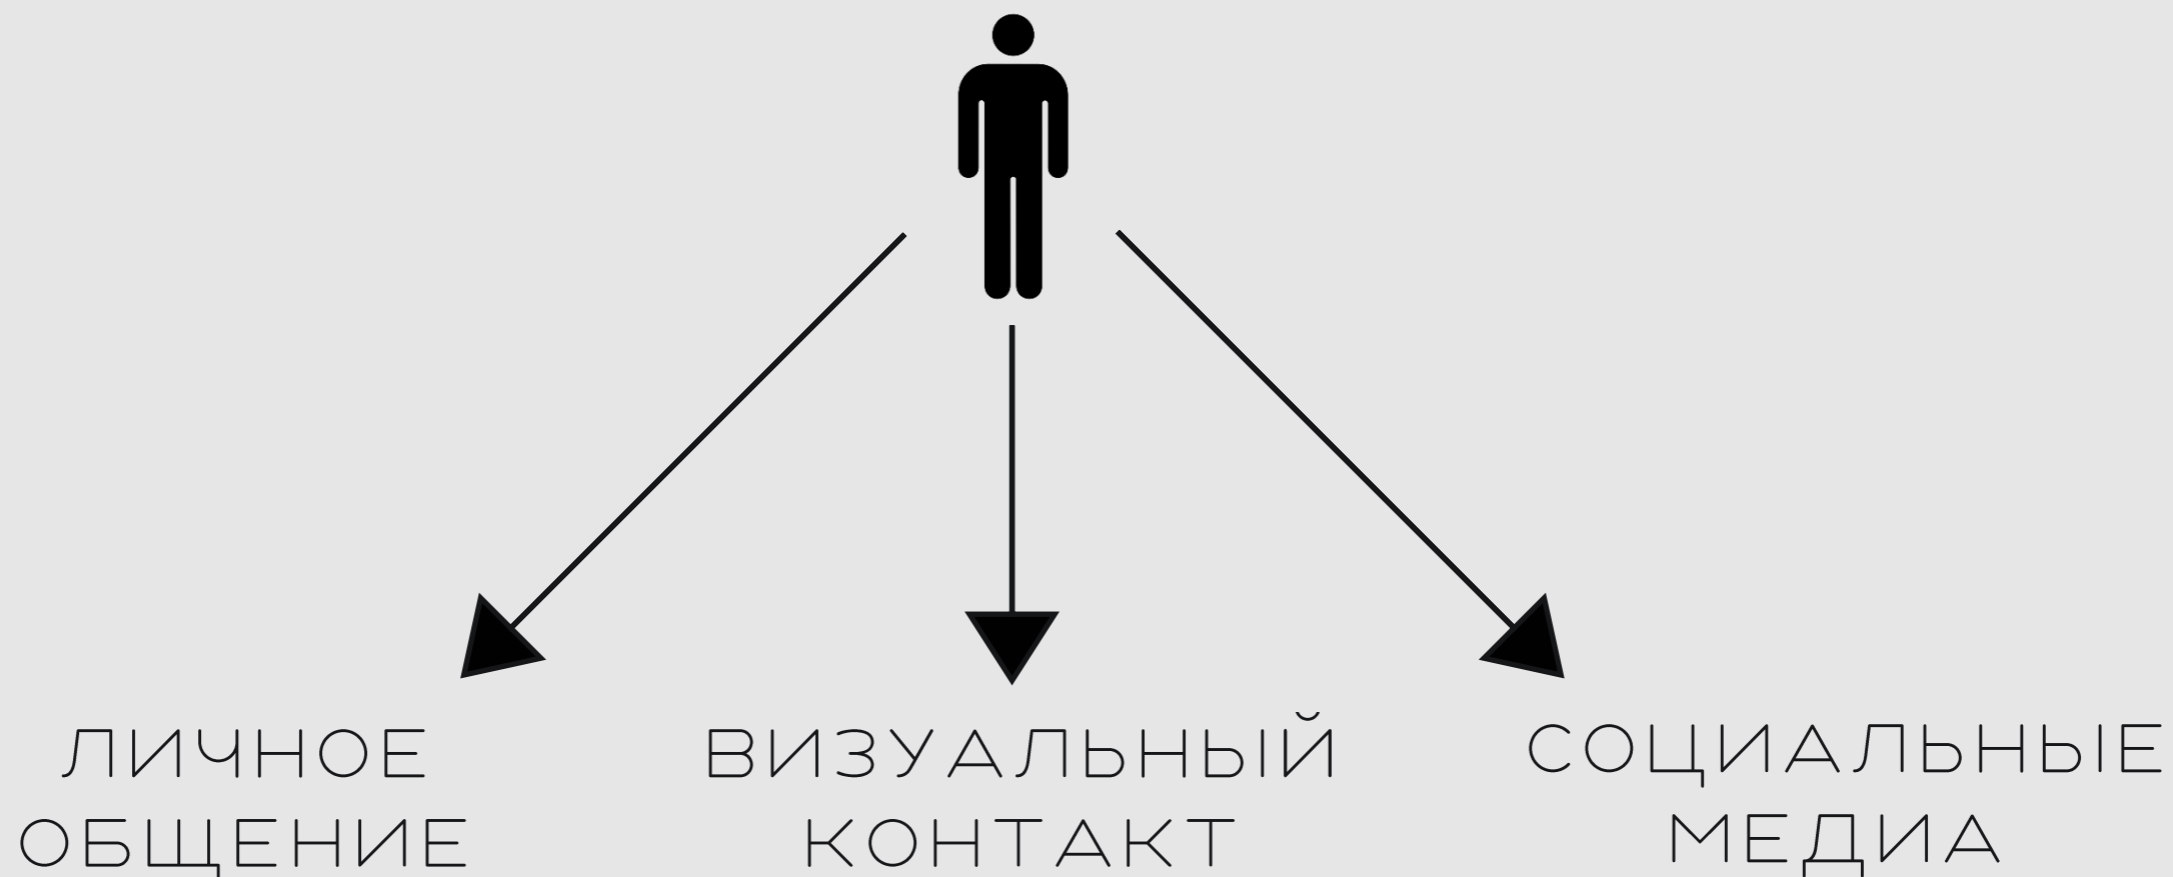 ЛИЧНОЕ
ОБЩЕНИЕ
ВИЗУАЛЬНЫЙ
КОНТАКТ
СОЦИАЛЬНЫЕ
МЕДИА